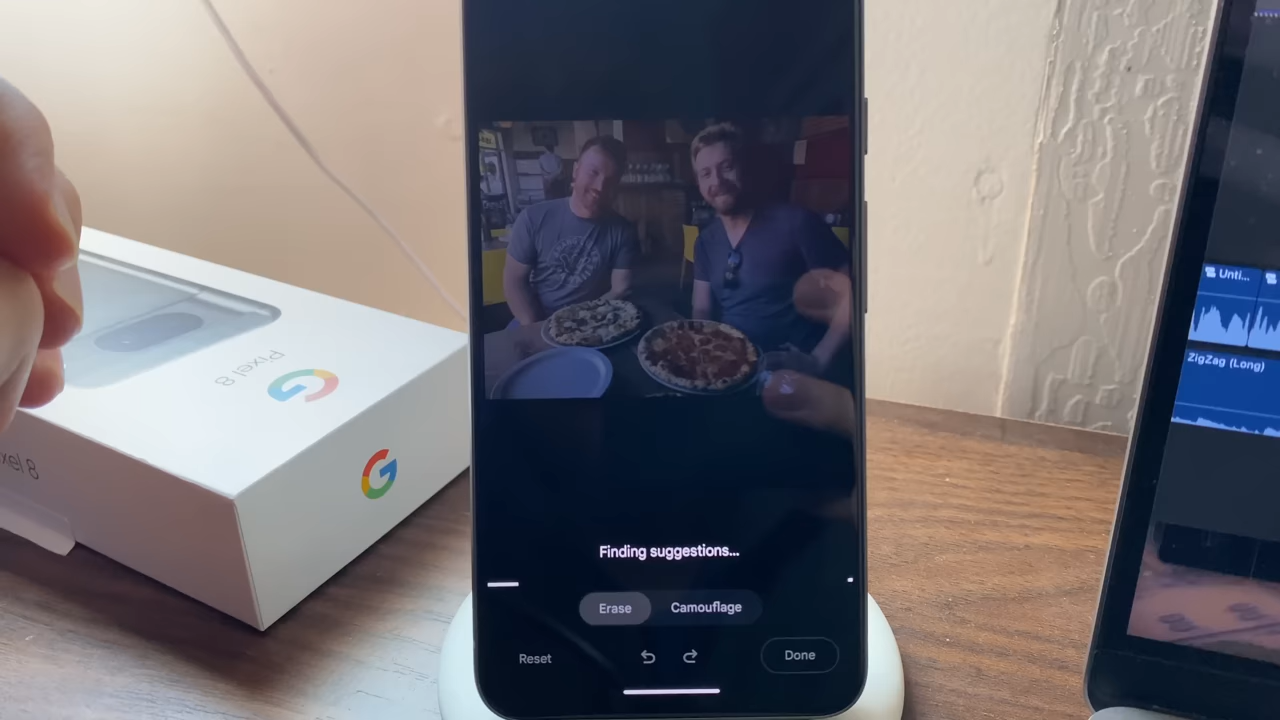 Pixel 8
xel 8
Finding suggestions...
Erase
Camouflage
Reset
Done
Unti...
ZigZag (Long)